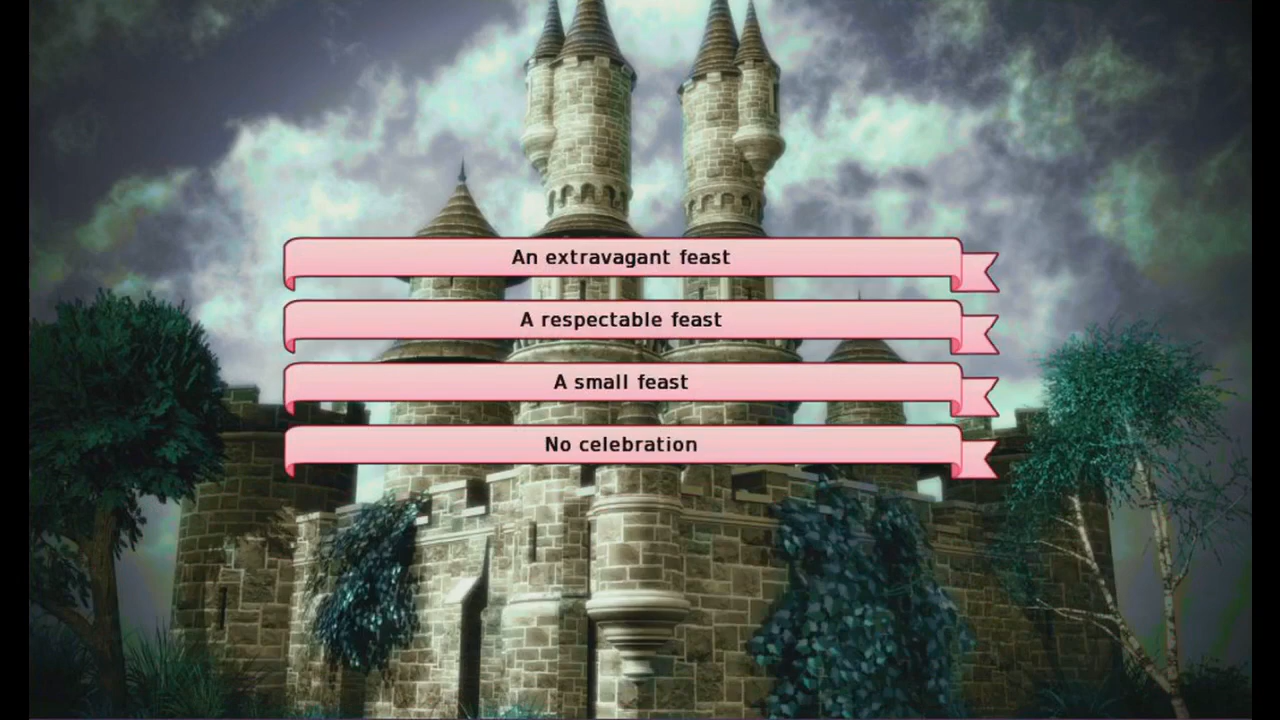 An extravagant feast
A respectable feast
A small feast
No celebration